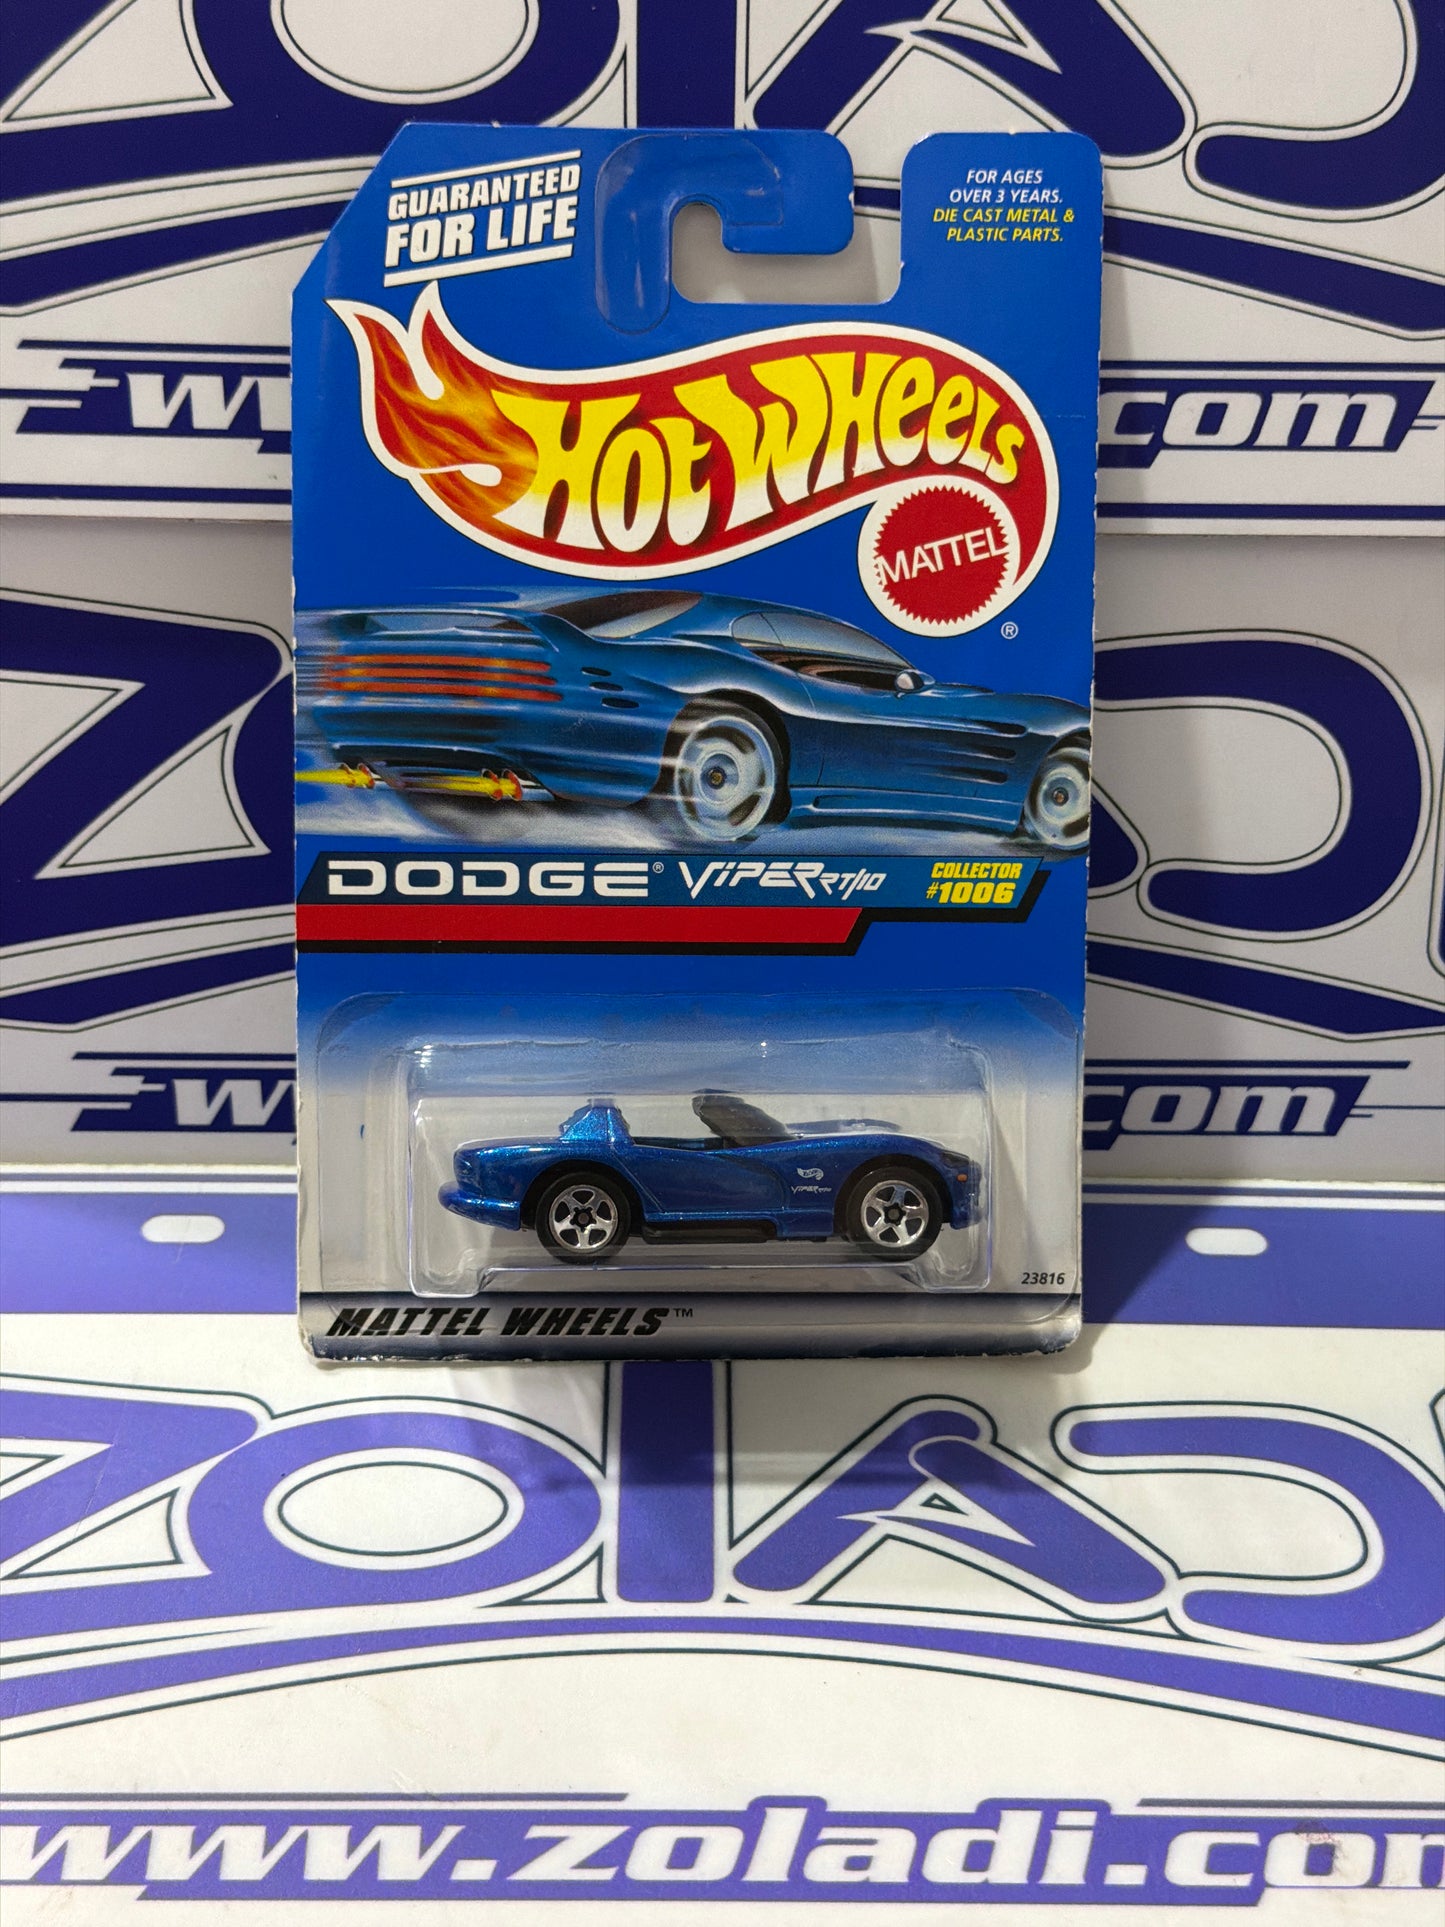 GUARANTEED
FOR LIFE
FOR AGES
OVER 3 YEARS.
DIE CAST METAL &
PLASTIC PARTS.
HOT WHEELS
MATTEL
®
DODGE® VIPER RT/10
COLLECTOR
#1006
VIPER RT/10
23816
MATTEL WHEELS™
www.zoladi.com